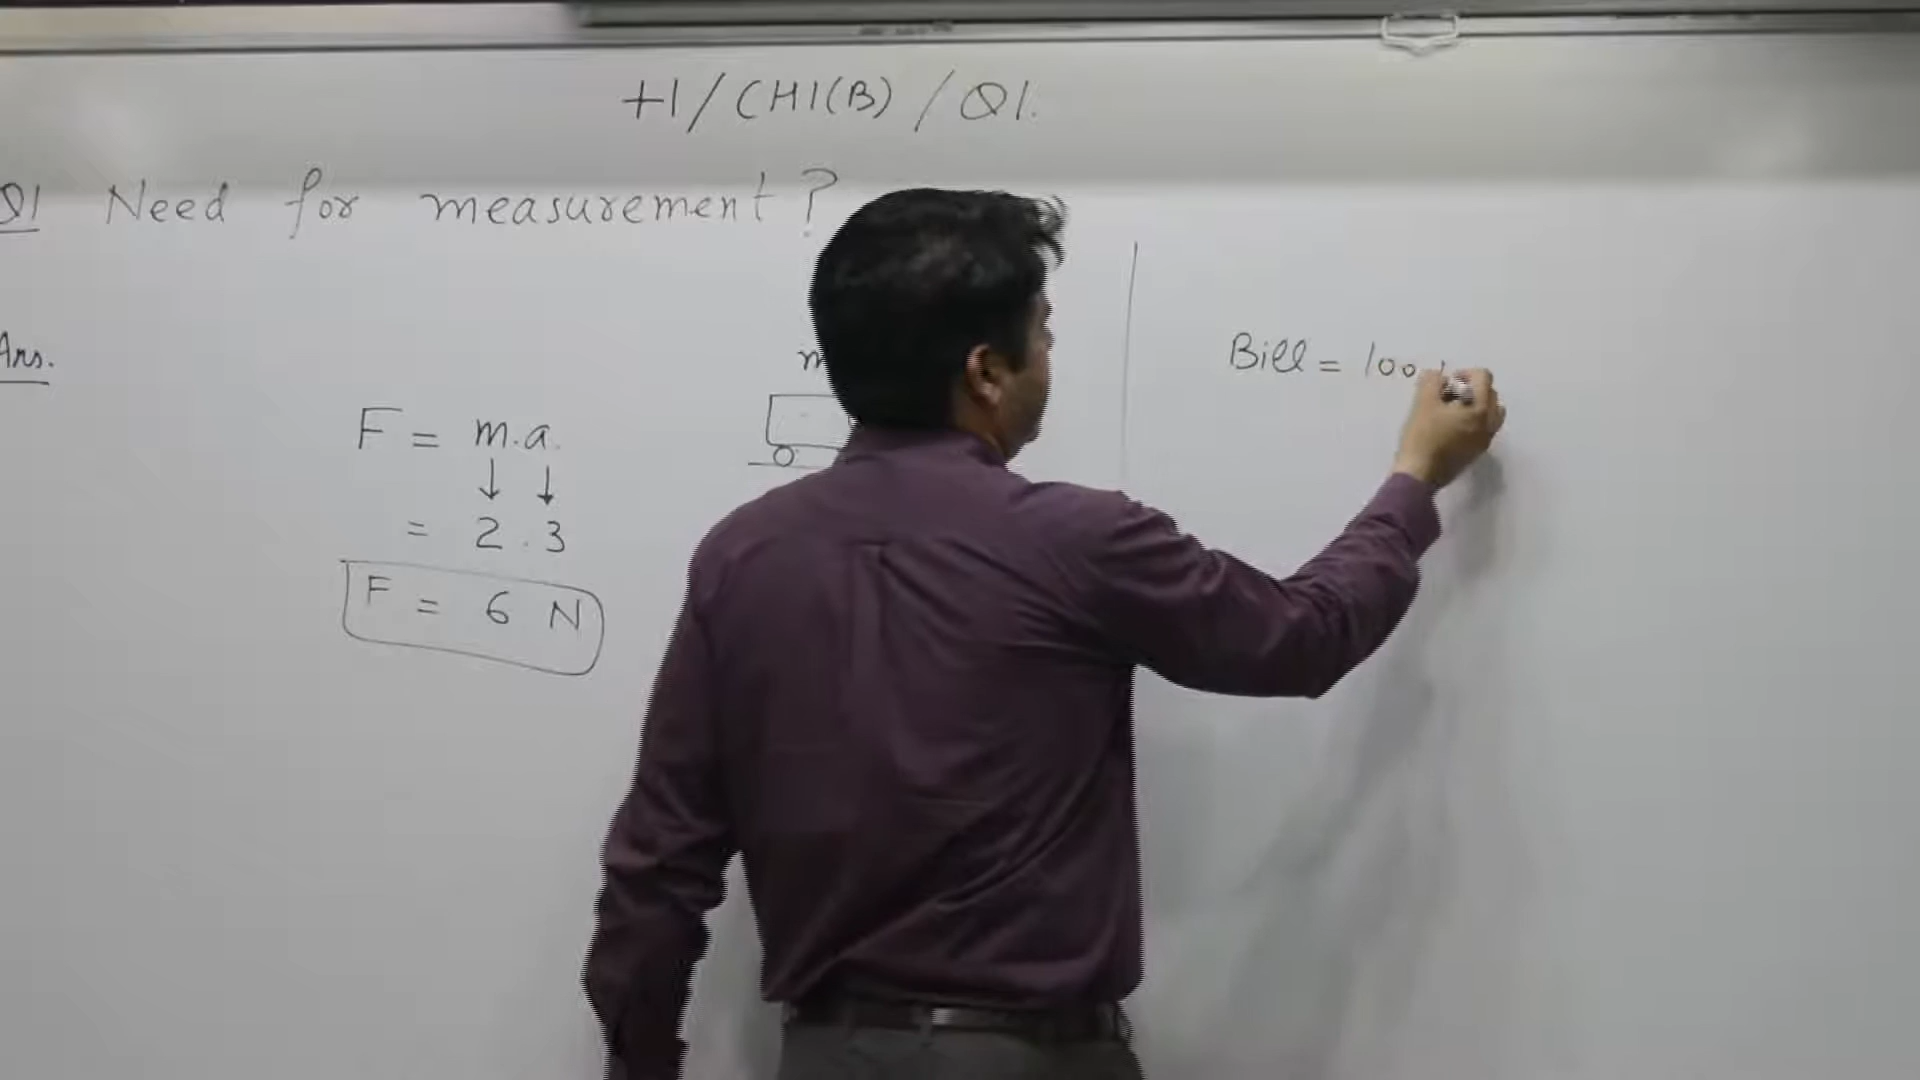 +1/CH1(B)/Q1.
Q1 Need for measurement?
Ans.
F = m.a.
↓ ↓
= 2.3
F = 6 N
m
Bill = 100